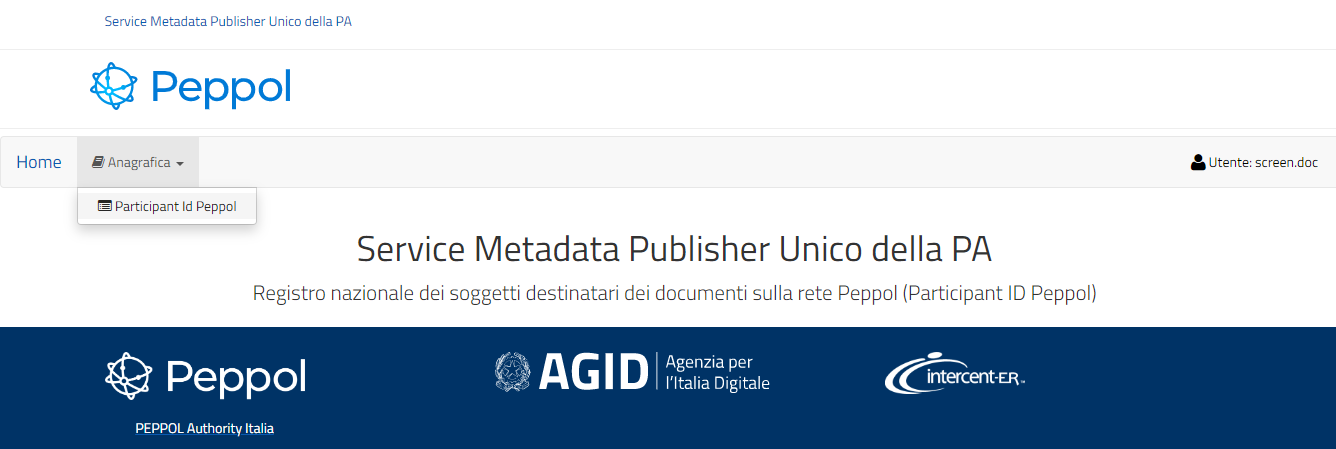 Service Metadata Publisher Unico della PA
Peppol
Home Anagrafica Utente: screen.doc
Participant Id Peppol
Service Metadata Publisher Unico della PA
Registro nazionale dei soggetti destinatari dei documenti sulla rete Peppol (Participant ID Peppol)
Peppol
PEPPOL Authority Italia
AGID
Agenzia per
l'Italia Digitale
intercent-ER